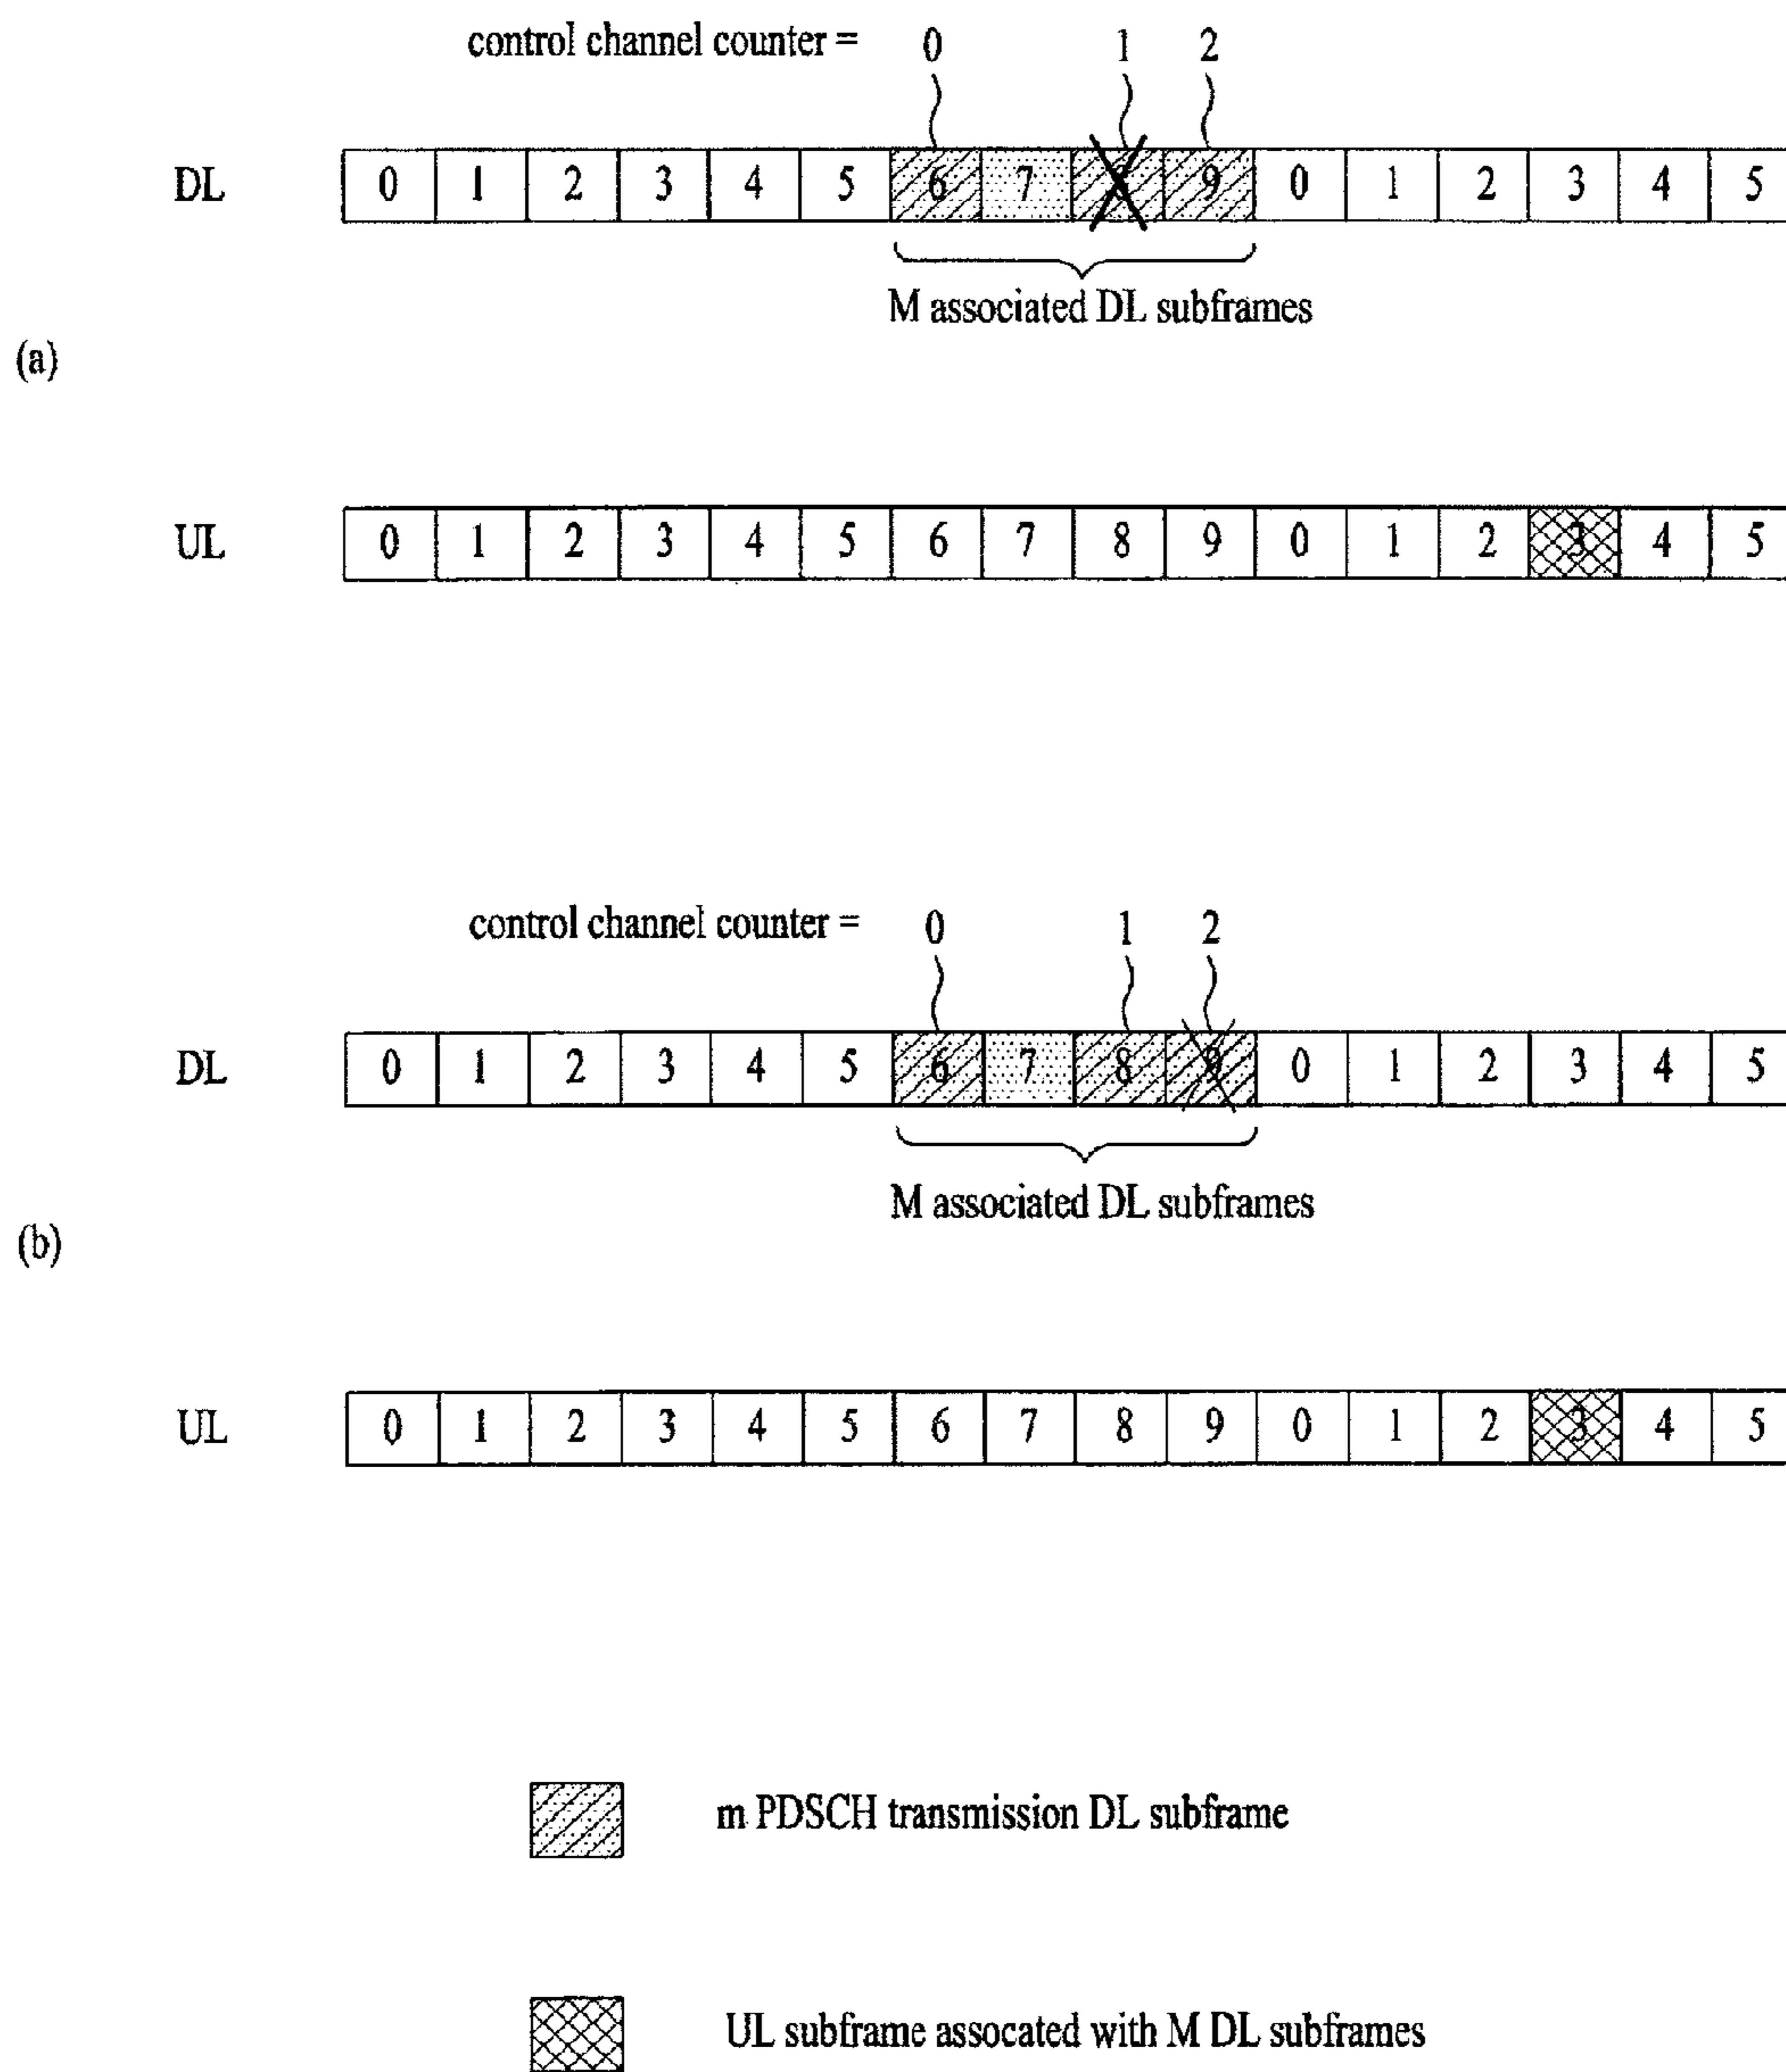 control channel counter = 0 1 2
DL 0 1 2 3 4 5 6 7 9 0 1 2 3 4 5
M associated DL subframes
(a)
UL 0 1 2 3 4 5 6 7 8 9 0 1 2 3 4 5
control channel counter = 0 1 2
DL 0 1 2 3 4 5 6 7 8 9 0 1 2 3 4 5
M associated DL subframes
(b)
UL 0 1 2 3 4 5 6 7 8 9 0 1 2 3 4 5
m PDSCH transmission DL subframe
UL subframe assocated with M DL subframes